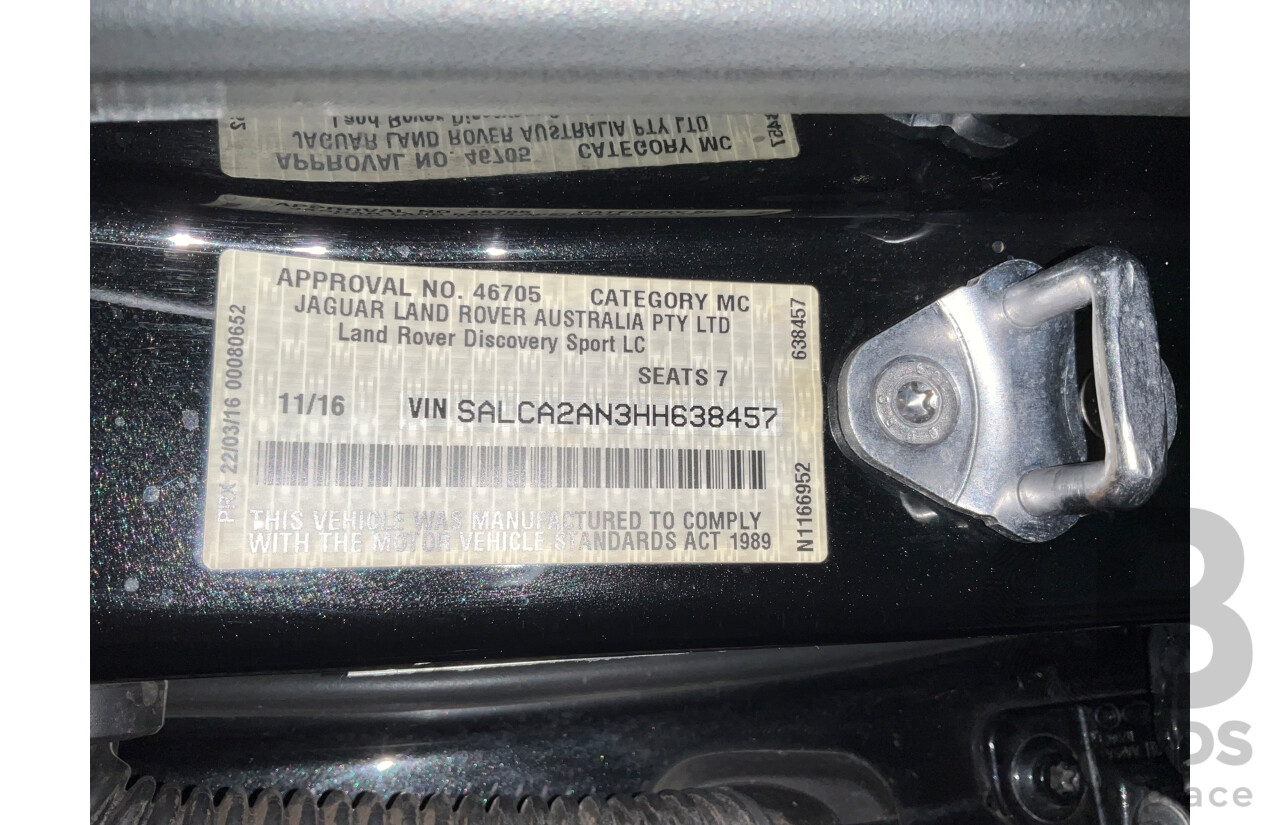 APPROVAL NO. 46705 CATEGORY MC
JAGUAR LAND ROVER AUSTRALIA PTY LTD
Land Rover Discovery Sport LC
SEATS 7
11/16 VIN SALCA2AN3HH638457
THIS VEHICLE WAS MANUFACTURED TO COMPLY
WITH THE MOTOR VEHICLE STANDARDS ACT 1989
22/03/16 00080652
638457
N1166952
JAGUAR LAND ROVER AUSTRALIA PTY LTD
APPROVAL NO. 46705 CATEGORY MC